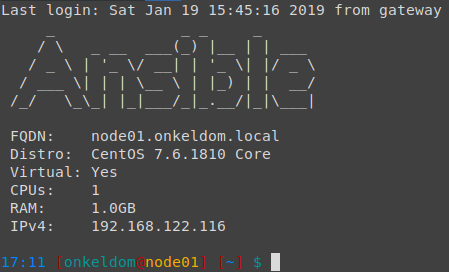 Last login: Sat Jan 19 15:45:16 2019 from gateway
Ansible
FQDN: node01.onkeldom.local
Distro: CentOS 7.6.1810 Core
Virtual: Yes
CPUs: 1
RAM: 1.0GB
IPv4: 192.168.122.116
17:11 [onkeldom@node01] [~] $